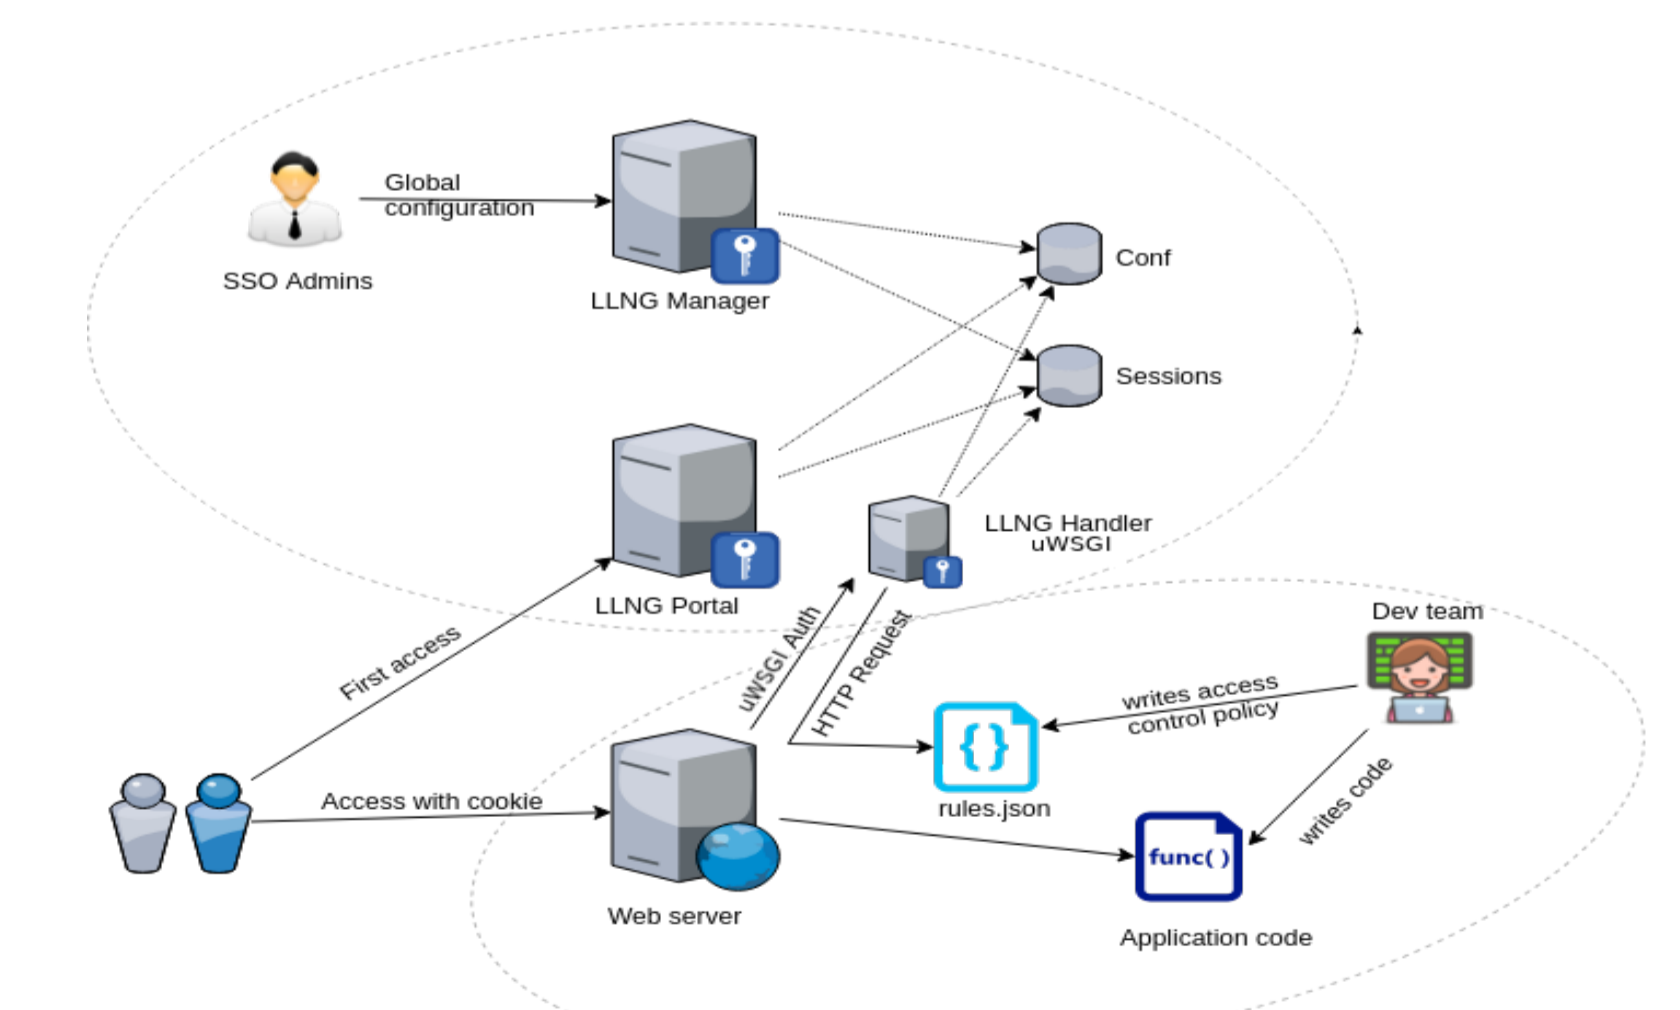 Global
configuration
SSO Admins
LLNG Manager
Conf
Sessions
LLNG Handler
uWSGI
LLNG Portal
First access
uWSGI Auth
HTTP Request
Dev team
writes access
control policy
{}
rules.json
writes code
Access with cookie
func( )
Web server
Application code